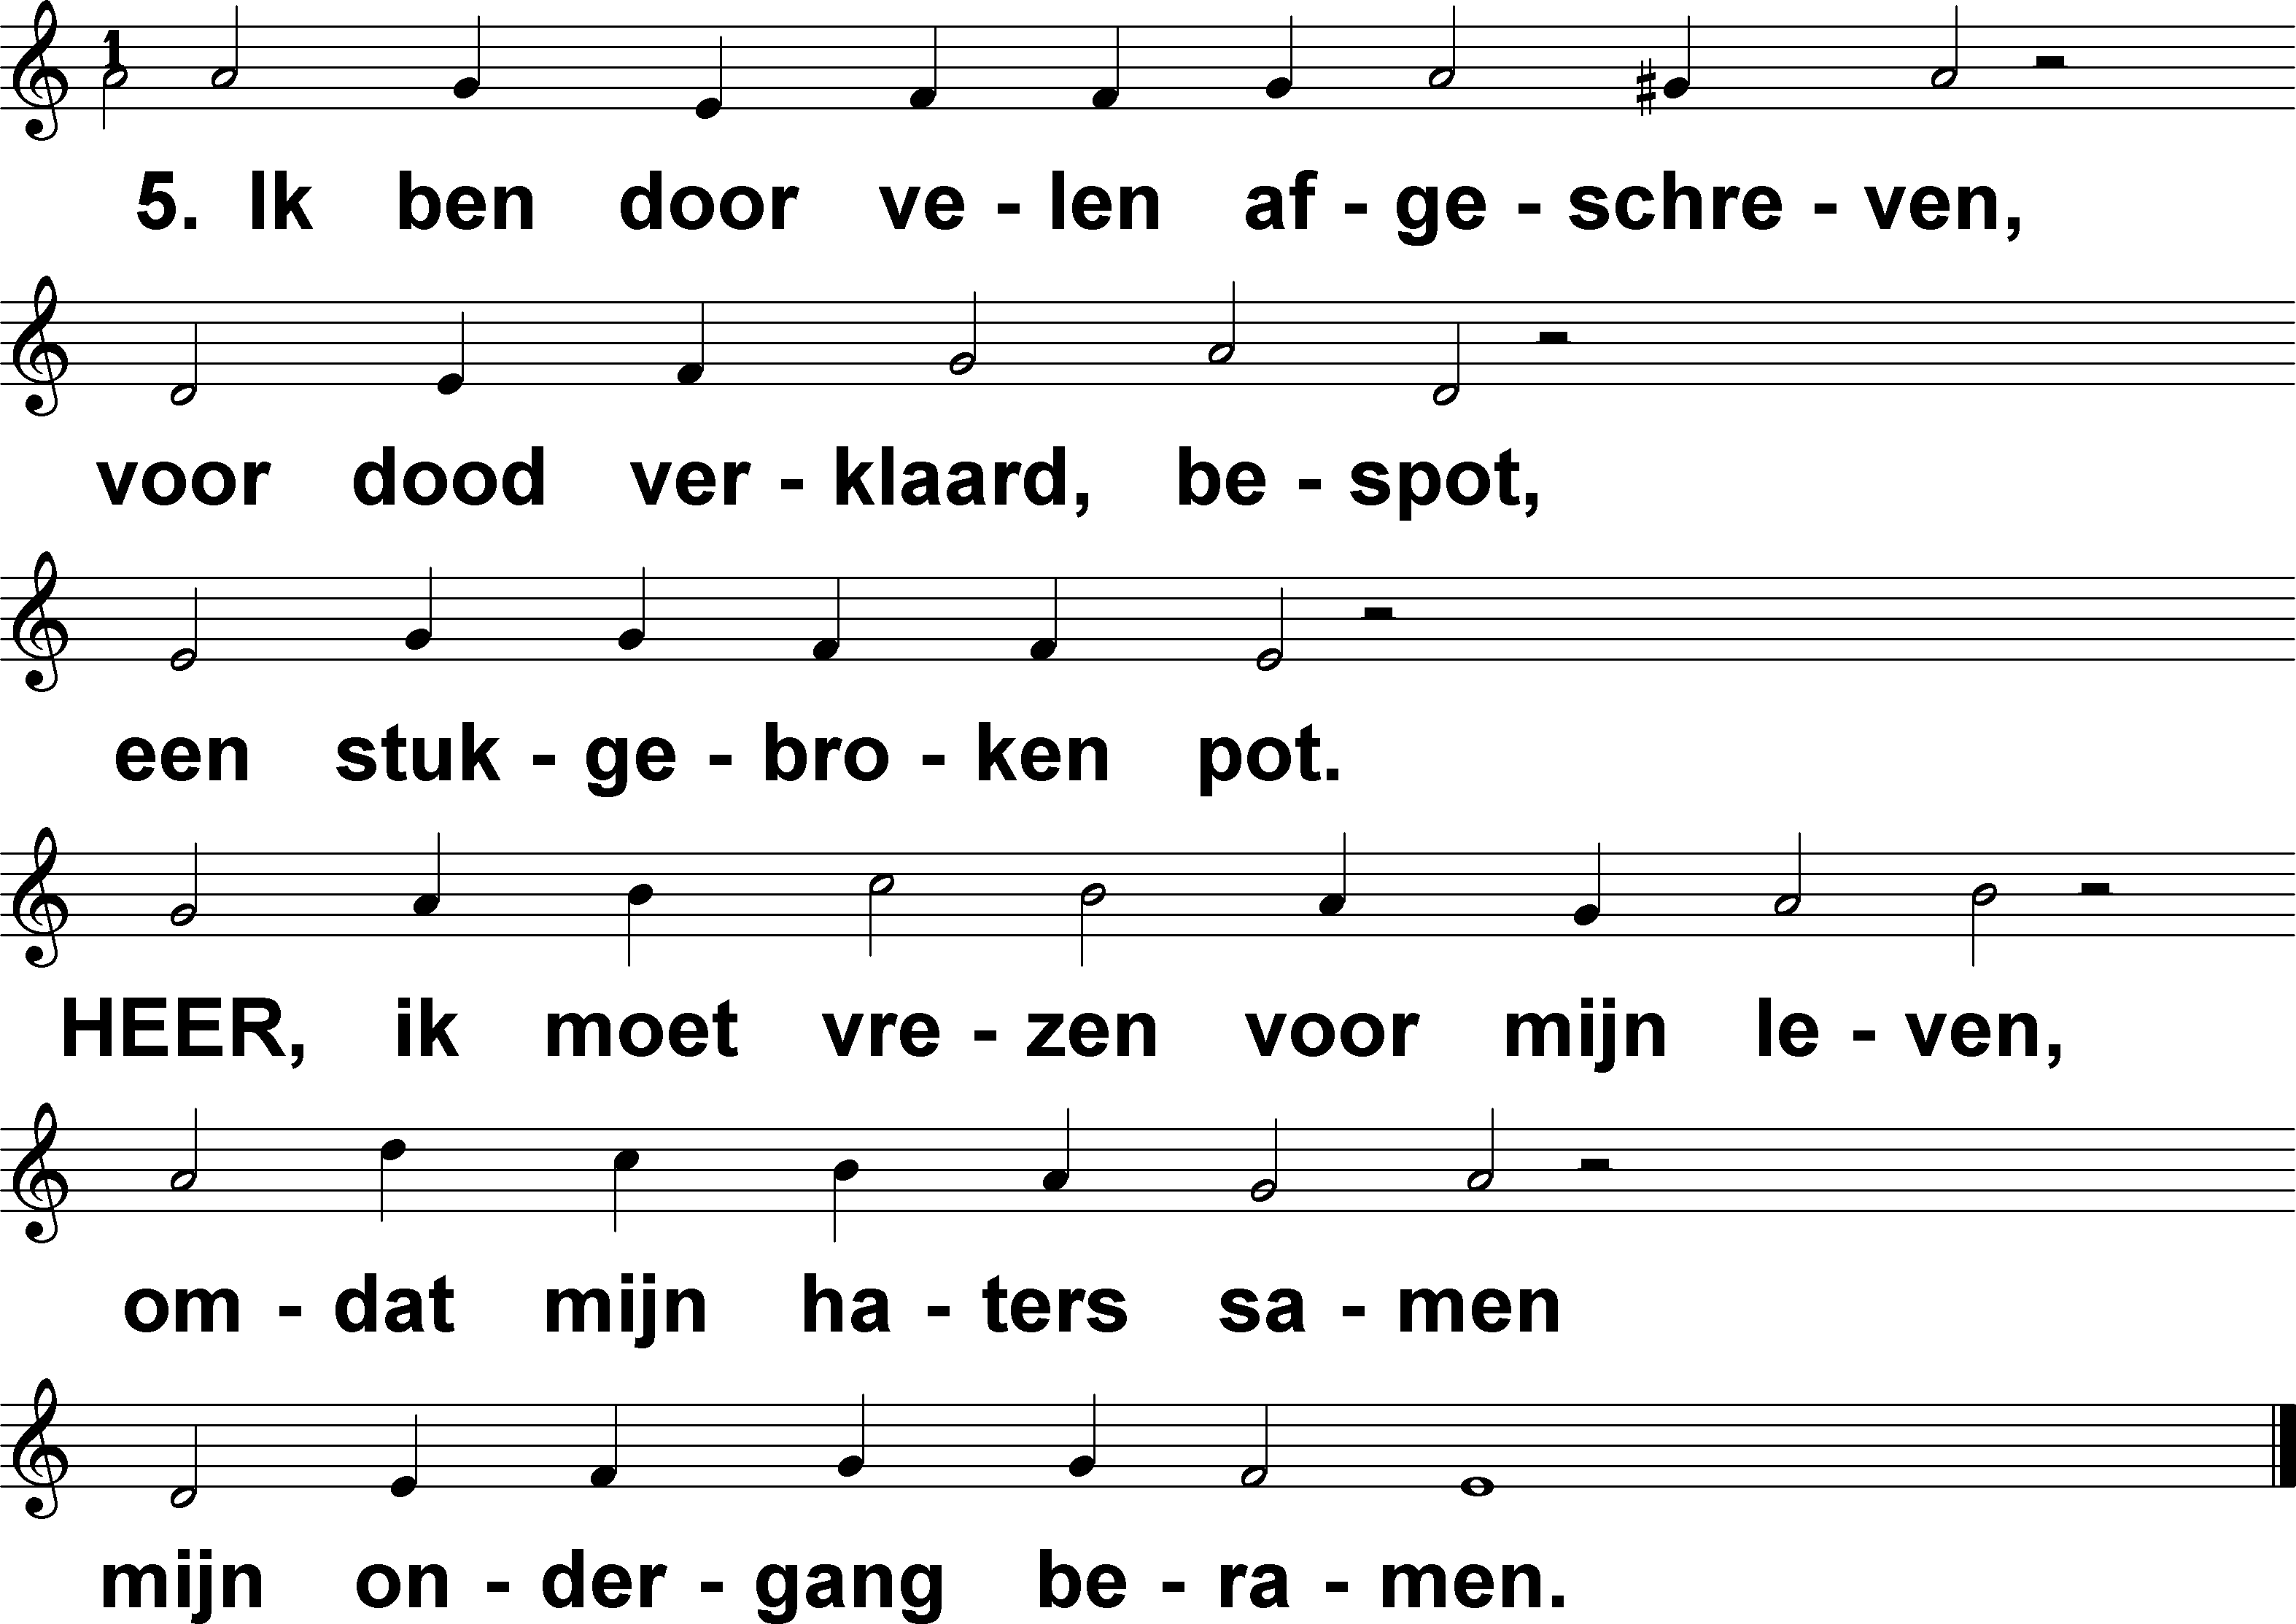 1
5. Ik ben door ve - len af - ge - schre - ven,
voor dood ver - klaard, be - spot,
een stuk - ge - bro - ken pot.
HEER, ik moet vre - zen voor mijn le - ven,
om - dat mijn ha - ters sa - men
mijn on - der - gang be - ra - men.